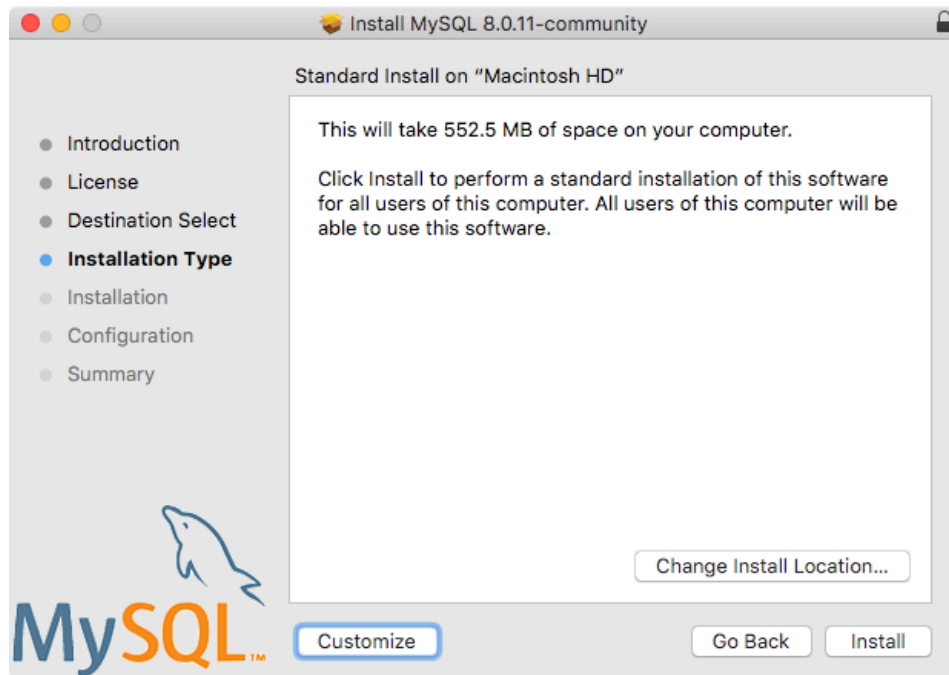 Install MySQL 8.0.11-community
Standard Install on “Macintosh HD”
Introduction
License
Destination Select
Installation Type
Installation
Configuration
Summary
This will take 552.5 MB of space on your computer.
Click Install to perform a standard installation of this software
for all users of this computer. All users of this computer will be
able to use this software.
Change Install Location...
MySQL™
Customize
Go Back
Install